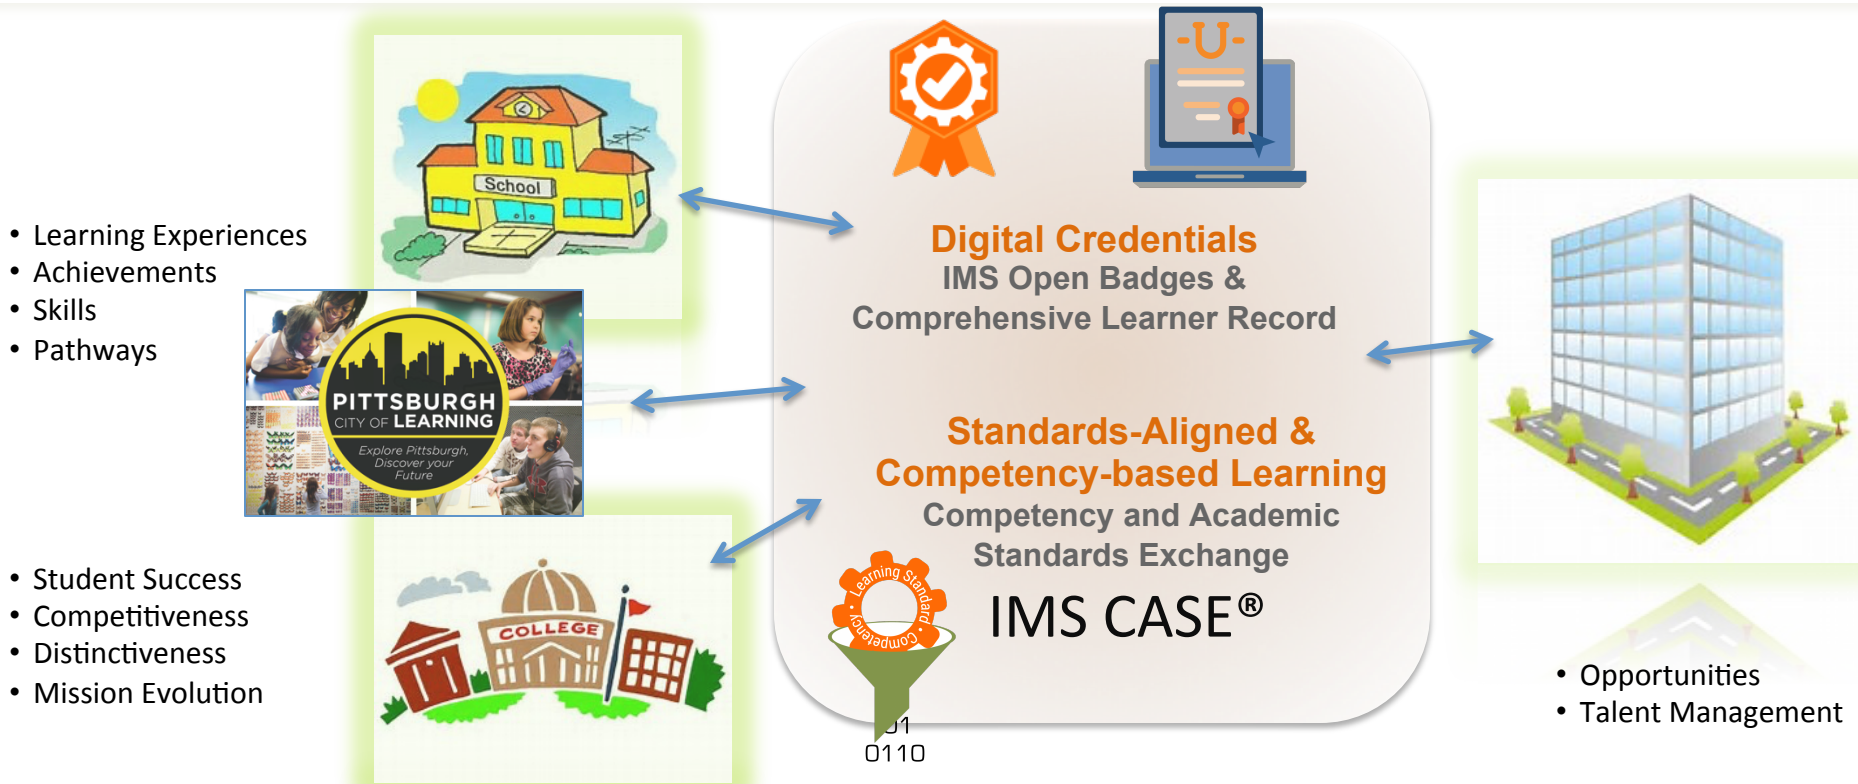 • Learning Experiences
• Achievements
• Skills
• Pathways
School
PITTSBURGH
CITY OF LEARNING
Explore Pittsburgh,
Discover your
Future
• Student Success
• Competitiveness
• Distinctiveness
• Mission Evolution
COLLEGE
-U-
Digital Credentials
IMS Open Badges &
Comprehensive Learner Record
Standards-Aligned &
Competency-based Learning
Competency and Academic
Standards Exchange
Learning Standard • Competency •
IMS CASE®
01
0110
• Opportunities
• Talent Management